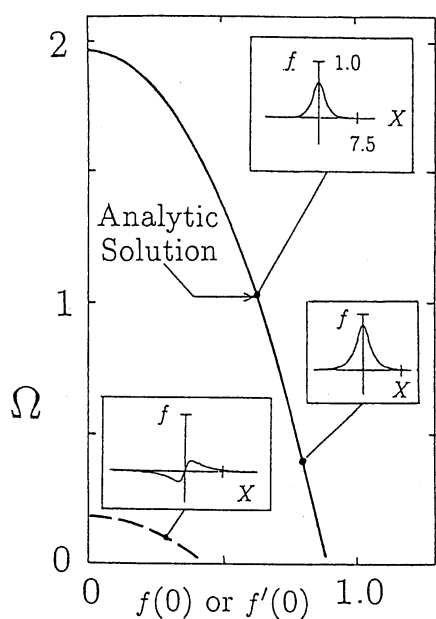 2
f
1.0
X
7.5
Analytic
Solution
1
f
X
Ω
f
X
0
0
f(0) or f′(0)
1.0